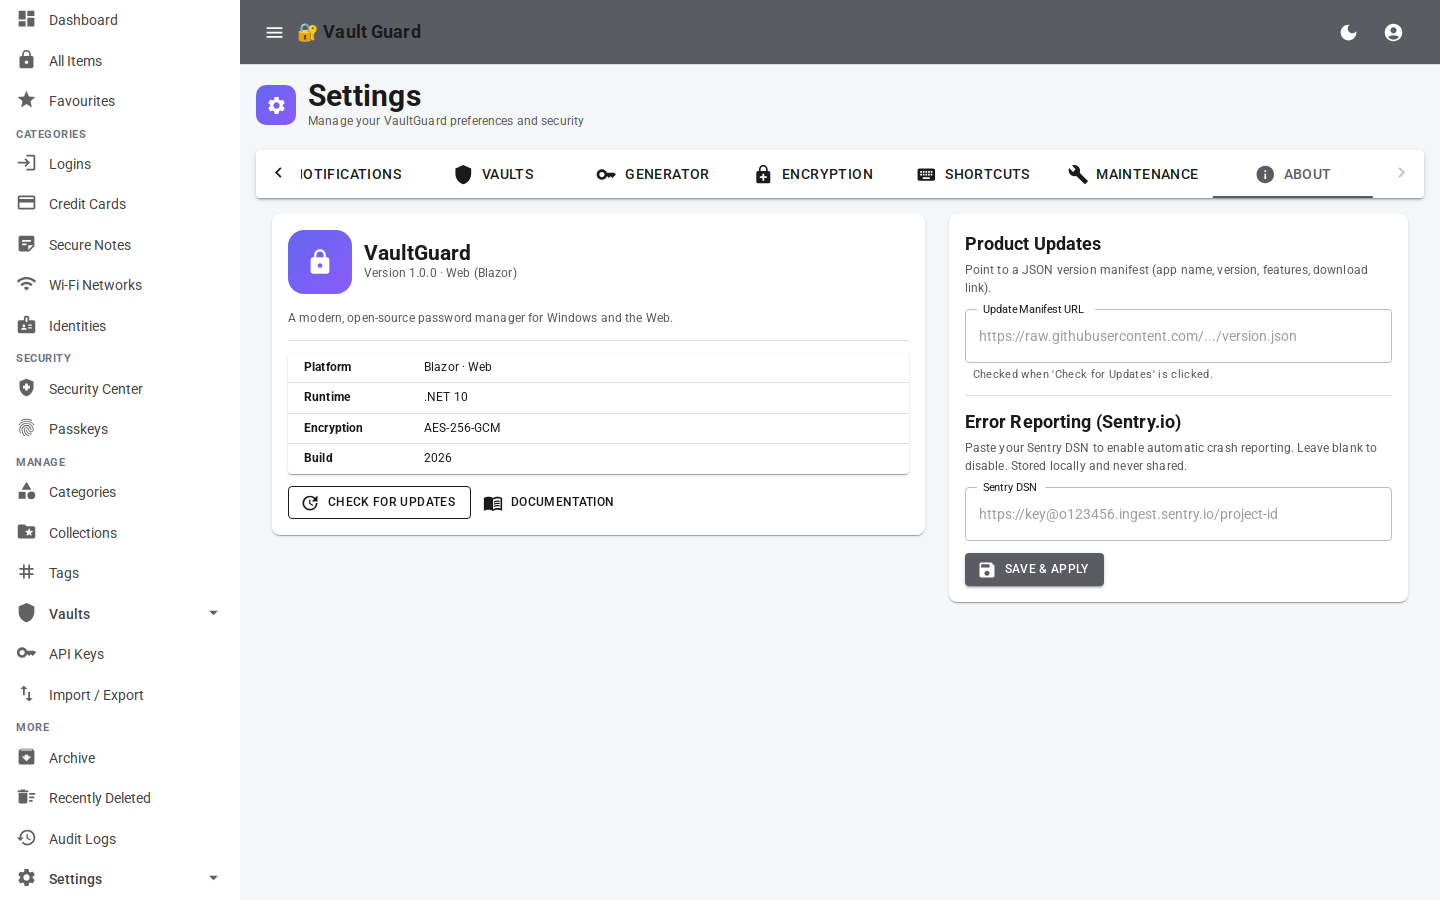 Dashboard
All Items
Favourites
CATEGORIES
Logins
Credit Cards
Secure Notes
Wi-Fi Networks
Identities
SECURITY
Security Center
Passkeys
MANAGE
Categories
Collections
Tags
Vaults
API Keys
Import / Export
MORE
Archive
Recently Deleted
Audit Logs
Settings
Vault Guard
Settings
Manage your VaultGuard preferences and security
OTIFICATIONS
VAULTS
GENERATOR
ENCRYPTION
SHORTCUTS
MAINTENANCE
ABOUT
VaultGuard
Version 1.0.0 · Web (Blazor)
A modern, open-source password manager for Windows and the Web.
Platform Blazor · Web
Runtime .NET 10
Encryption AES-256-GCM
Build 2026
CHECK FOR UPDATES
DOCUMENTATION
Product Updates
Point to a JSON version manifest (app name, version, features, download
link).
Update Manifest URL
https://raw.githubusercontent.com/.../version.json
Checked when 'Check for Updates' is clicked.
Error Reporting (Sentry.io)
Paste your Sentry DSN to enable automatic crash reporting. Leave blank to
disable. Stored locally and never shared.
Sentry DSN
https://key@o123456.ingest.sentry.io/project-id
SAVE & APPLY